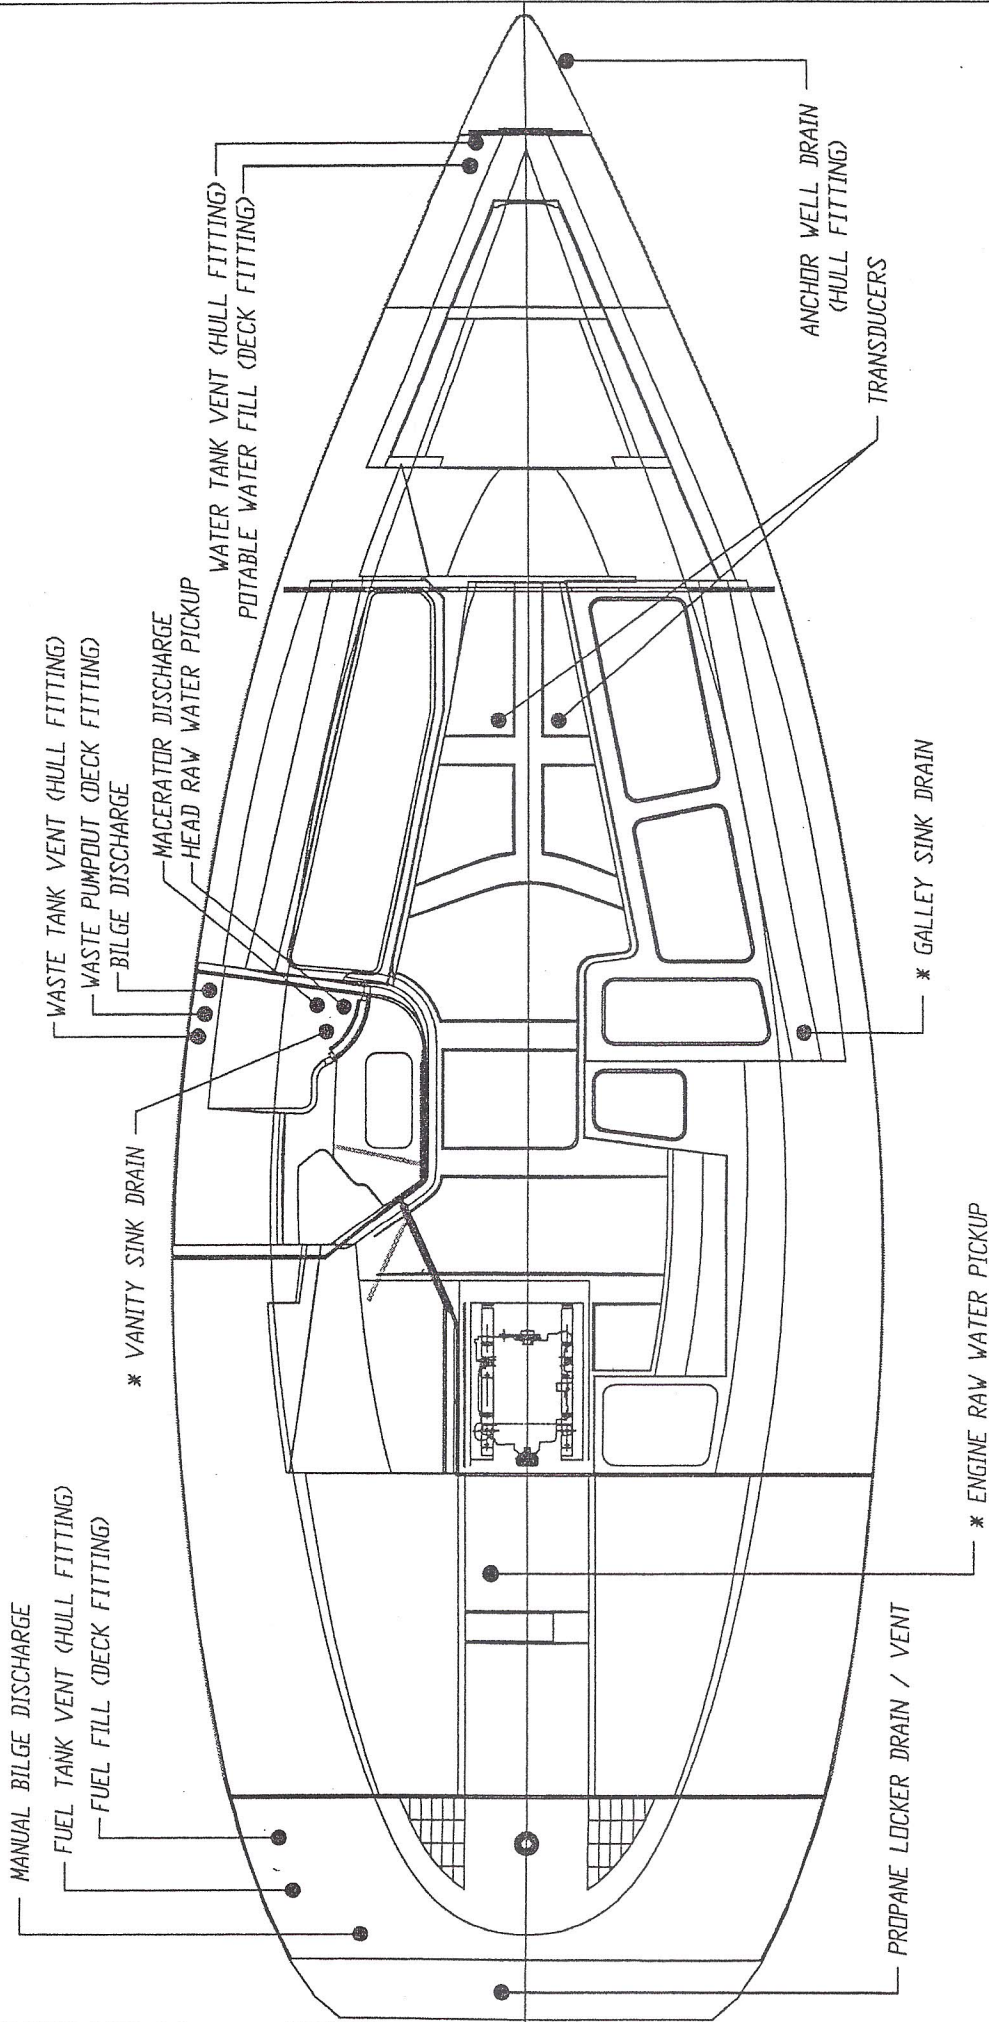 MANUAL BILGE DISCHARGE
FUEL TANK VENT (HULL FITTING)
FUEL FILL (DECK FITTING)
* VANITY SINK DRAIN
WASTE TANK VENT (HULL FITTING)
WASTE PUMPOUT (DECK FITTING)
BILGE DISCHARGE
MACERATOR DISCHARGE
HEAD RAW WATER PICKUP
WATER TANK VENT (HULL FITTING)
POTABLE WATER FILL (DECK FITTING)
PROPANE LOCKER DRAIN / VENT
* ENGINE RAW WATER PICKUP
* GALLEY SINK DRAIN
TRANSDUCERS
ANCHOR WELL DRAIN
(HULL FITTING)